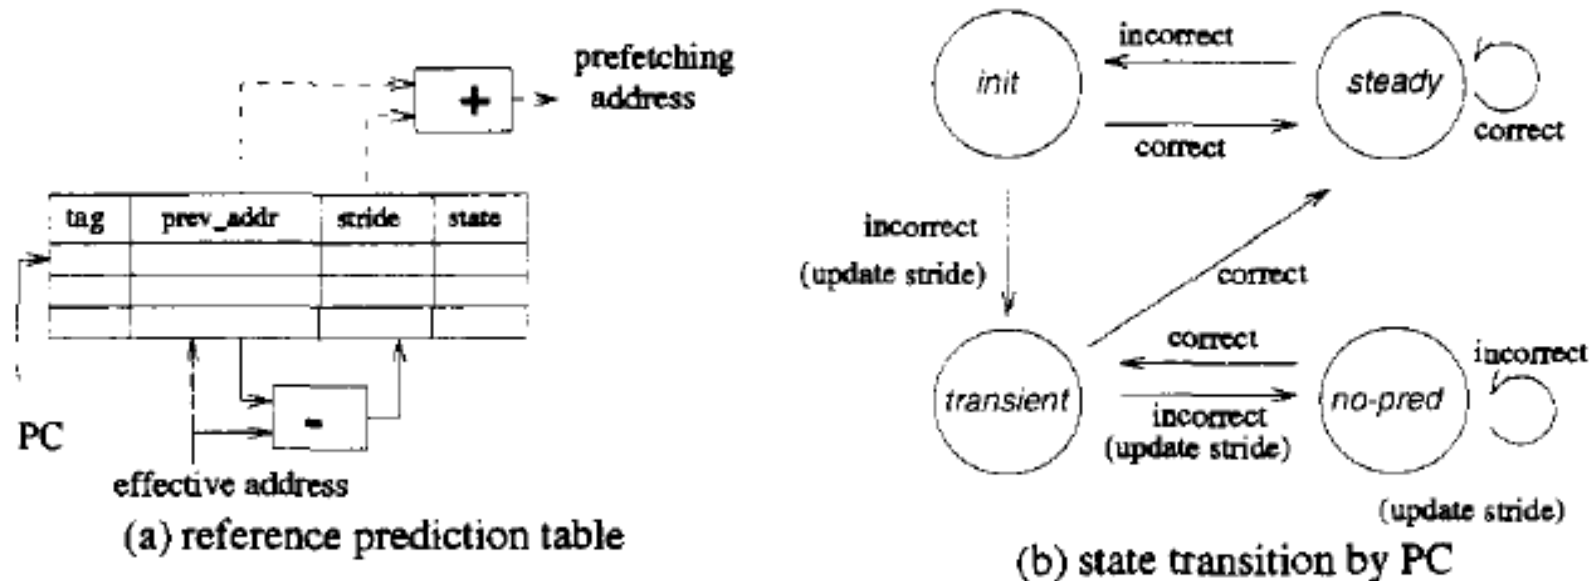 prefetching
address
+
tag prev_addr stride state
-
PC
effective address
(a) reference prediction table
incorrect
init
steady
correct
correct
incorrect
(update stride)
correct
correct
incorrect
transient
no-pred
incorrect
(update stride)
(update stride)
(b) state transition by PC